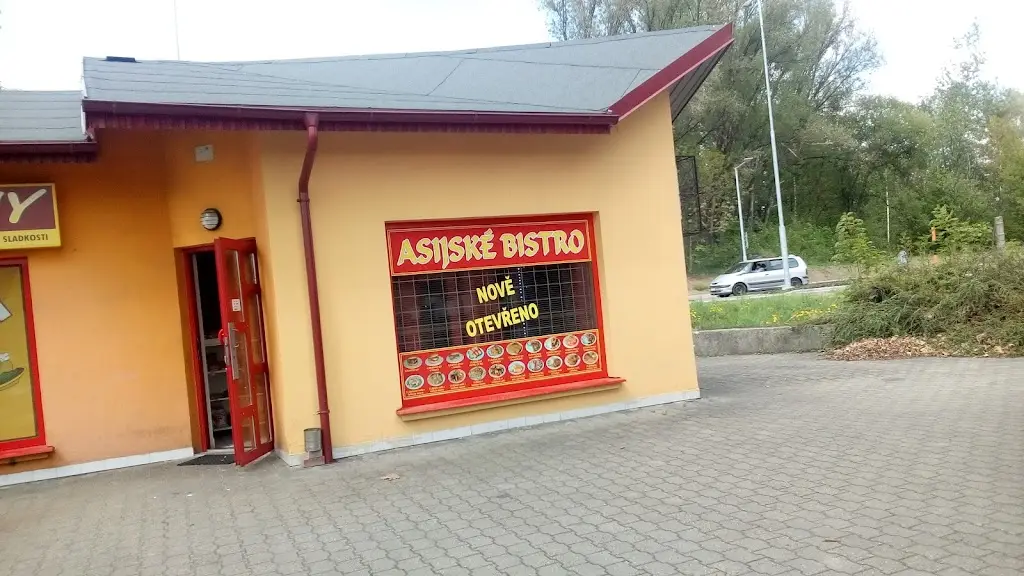 SLADKOSTI
ASIJSKÉ BISTRO
NOVĚ
OTEVŘENO